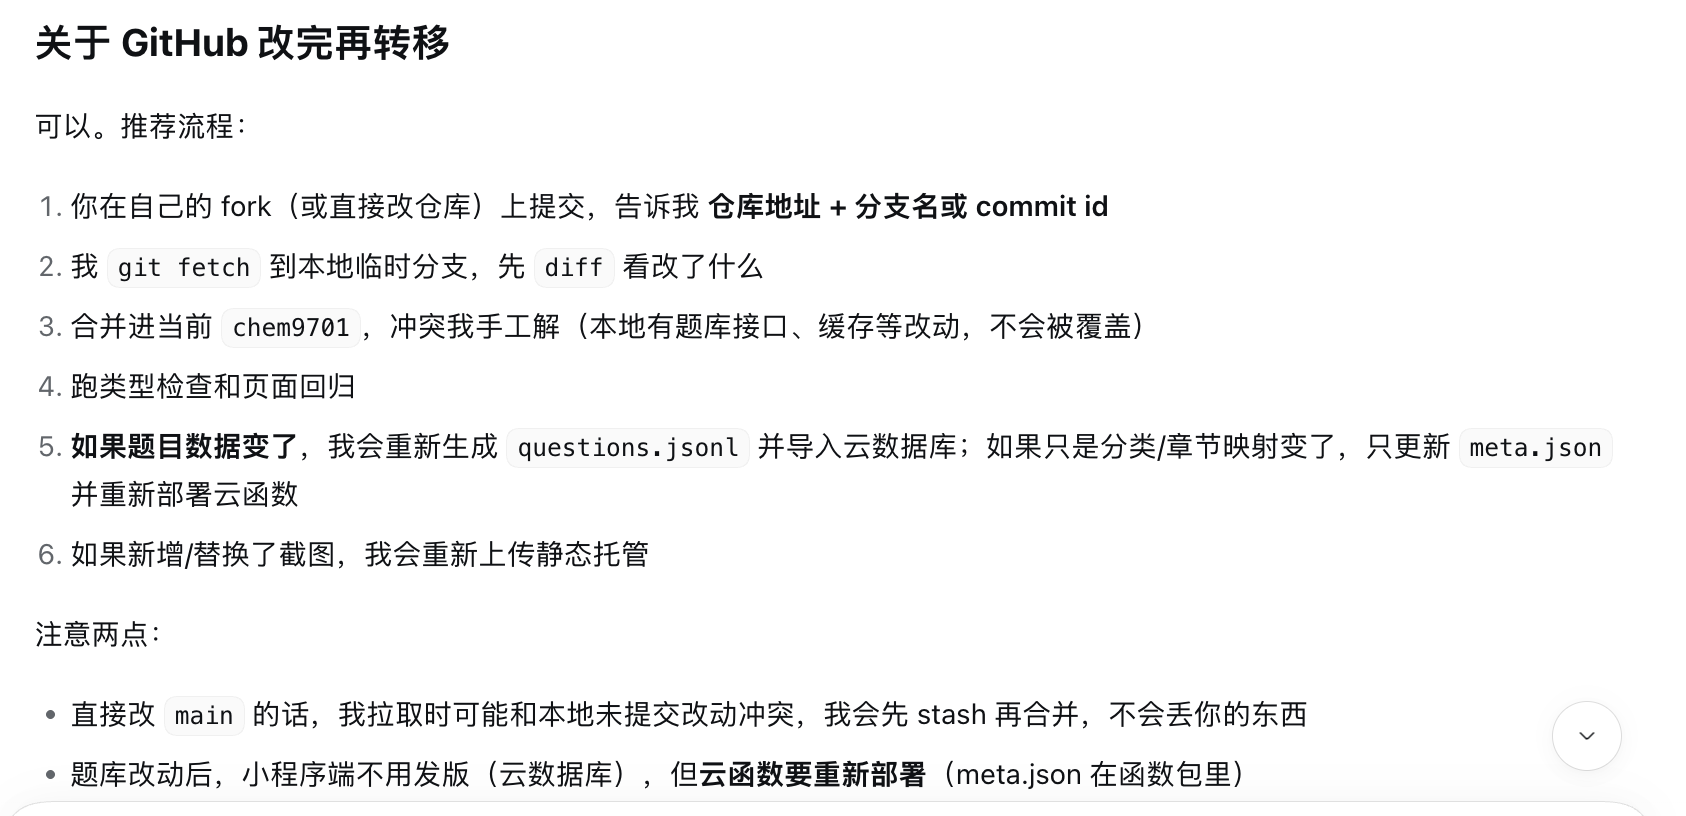 关于 GitHub 改完再转移
可以。推荐流程：
1. 你在自己的 fork（或直接改仓库）上提交，告诉我 仓库地址 + 分支名或 commit id
2. 我 git fetch 到本地临时分支，先 diff 看改了什么
3. 合并进当前 chem9701，冲突我手工解（本地有题库接口、缓存等改动，不会被覆盖）
4. 跑类型检查和页面回归
5. 如果题目数据变了，我会重新生成 questions.jsonl 并导入云数据库；如果只是分类/章节映射变了，只更新 meta.json
并重新部署云函数
6. 如果新增/替换了截图，我会重新上传静态托管
注意两点：
• 直接改 main 的话，我拉取时可能和本地未提交改动冲突，我会先 stash 再合并，不会丢你的东西
• 题库改动后，小程序端不用发版（云数据库），但云函数要重新部署（meta.json 在函数包里）